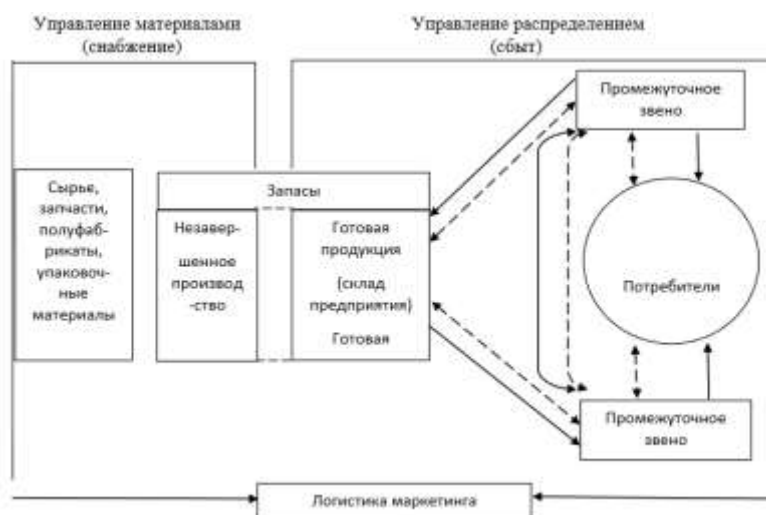 Управление материалами
(снабжение)
Управление распределением
(сбыт)
Промежуточное
звено
Сырье,
запчасти,
полуфаб-
рикаты,
упаковоч-
ные
материалы
Запасы
Незавер-
шенное
производ
-ство
Готовая
продукция
(склад
предприятия)
Готовая
Потребители
Промежуточное
звено
Логистика маркетинга